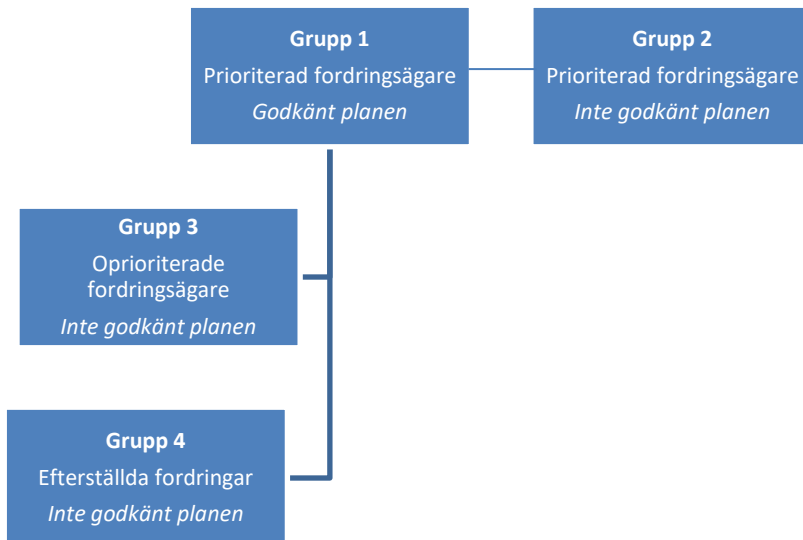 Grupp 1
Prioriterad fordringsägare
Godkänt planen
Grupp 2
Prioriterad fordringsägare
Inte godkänt planen
Grupp 3
Oprioriterade
fordringsägare
Inte godkänt planen
Grupp 4
Efterställda fordringar
Inte godkänt planen